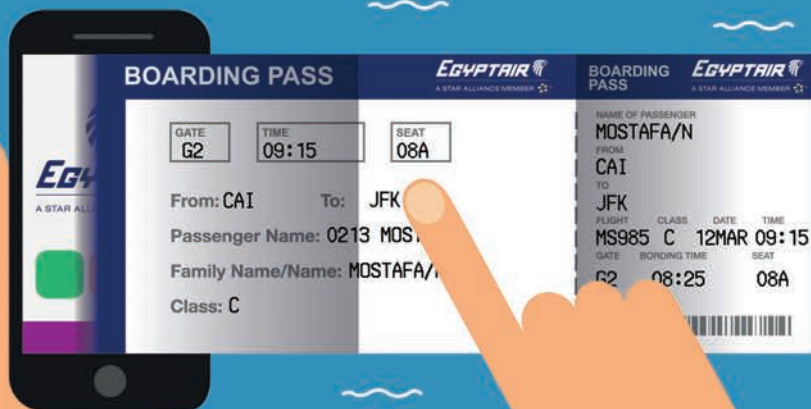 BOARDING PASS
EGYPTAIR
A STAR ALLIANCE MEMBER
GATE TIME SEAT
G2 09:15 08A
From: CAI To: JFK
Passenger Name: 0213
Family Name/Name: MOSTAFA/
Class: C
BOARDING PASS
EGYPTAIR
A STAR ALLIANCE MEMBER
NAME OF PASSENGER
MOSTAFA/N
FROM
CAI
TO
JFK
FLIGHT CLASS DATE TIME
MS985 C 12MAR 09:15
GATE BORDING TIME SEAT
G2 08:25 08A
A STAR